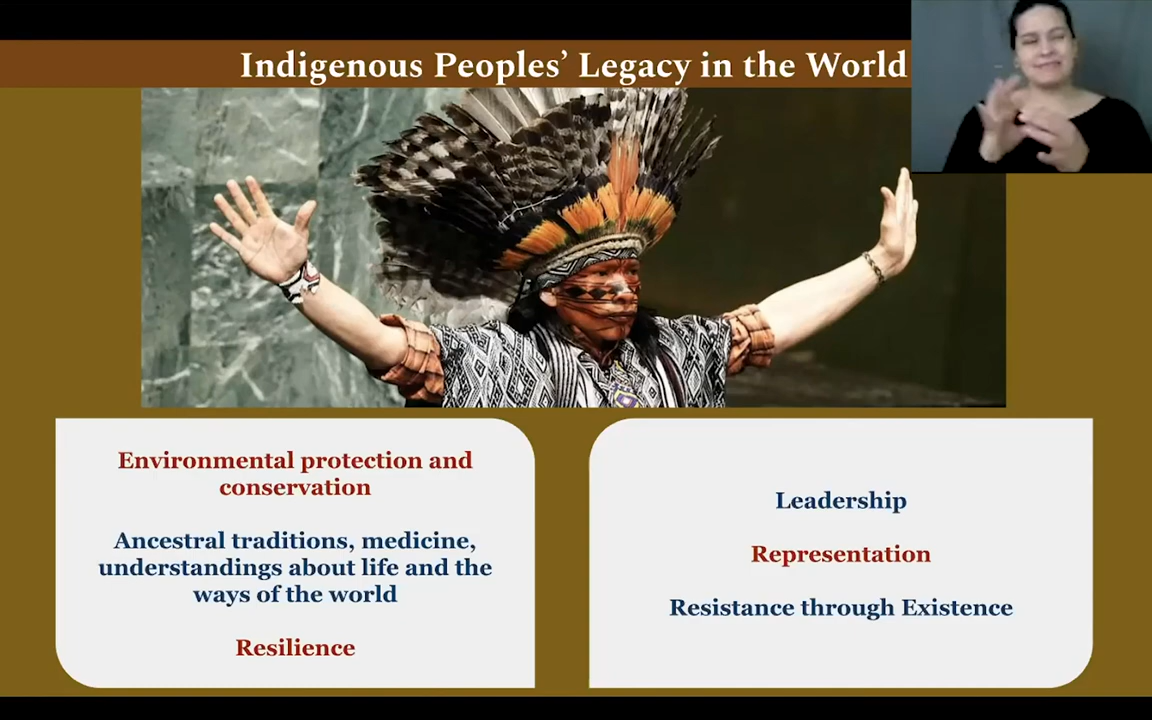 Indigenous Peoples’ Legacy in the World
Environmental protection and
conservation
Ancestral traditions, medicine,
understandings about life and the
ways of the world
Resilience
Leadership
Representation
Resistance through Existence